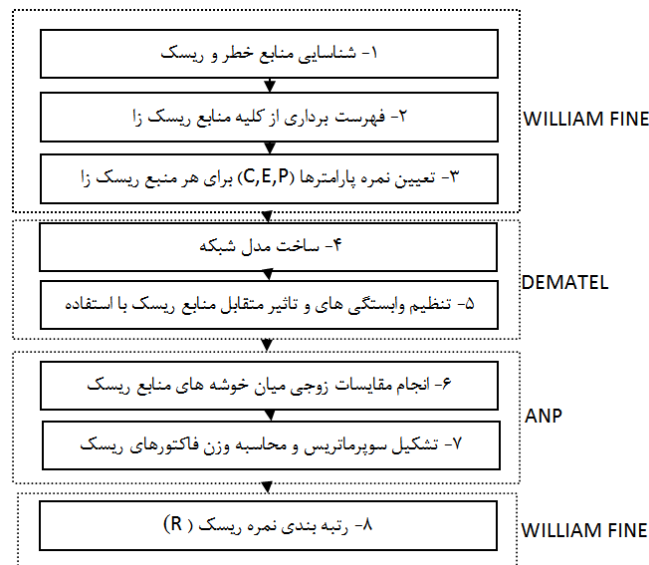 ۱- شناسایی منابع خطر و ریسک
۲- فهرست برداری از کلیه منابع ریسک زا
WILLIAM FINE
۳- تعیین نمره پارامترها (C,E,P) برای هر منبع ریسک زا
۴- ساخت مدل شبکه
DEMATEL
۵- تنظیم وابستگی های و تاثیر متقابل منابع ریسک با استفاده
۶- انجام مقایسات زوجی میان خوشه های منابع ریسک
ANP
۷- تشکیل سوپرماتریس و محاسبه وزن فاکتورهای ریسک
۸- رتبه بندی نمره ریسک ( R)
WILLIAM FINE